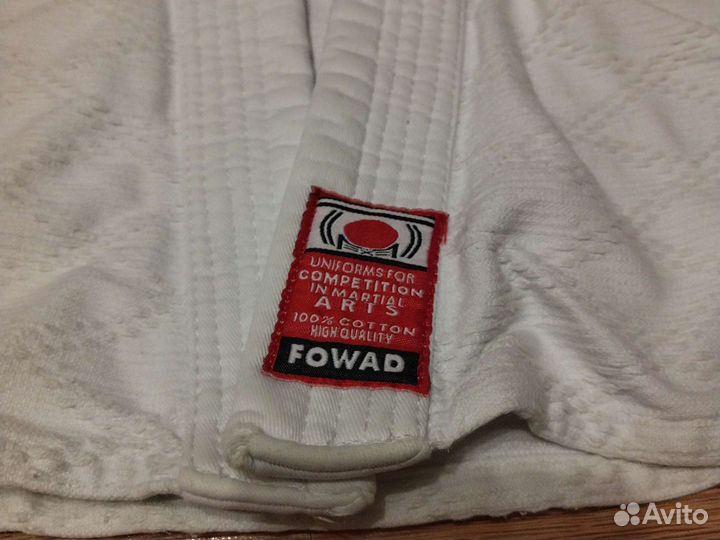 UNIFORMS FOR
COMPETITION
IN MARTIAL
ARTS
100% COTTON
HIGH QUALITY
FOWAD
Avito